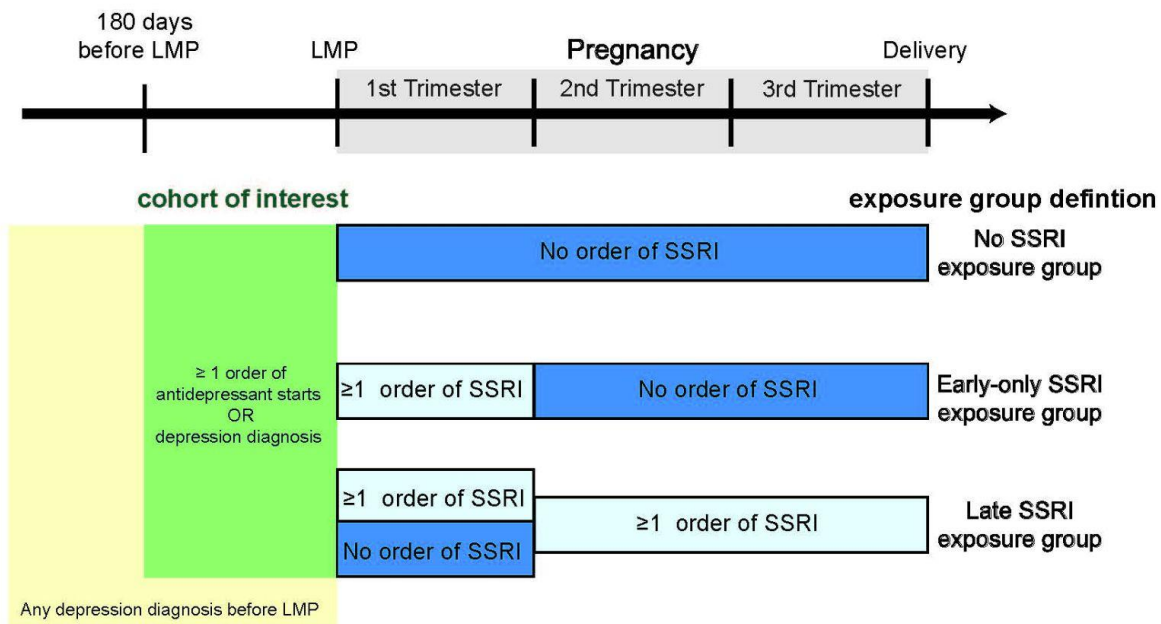 180 days
before LMP
LMP
Pregnancy
Delivery
1st Trimester
2nd Trimester
3rd Trimester
cohort of interest
exposure group defintion
No order of SSRI
No SSRI
exposure group
≥ 1 order of
antidepressant starts
OR
depression diagnosis
≥1 order of SSRI
No order of SSRI
Early-only SSRI
exposure group
≥1 order of SSRI
No order of SSRI
≥1 order of SSRI
Late SSRI
exposure group
Any depression diagnosis before LMP